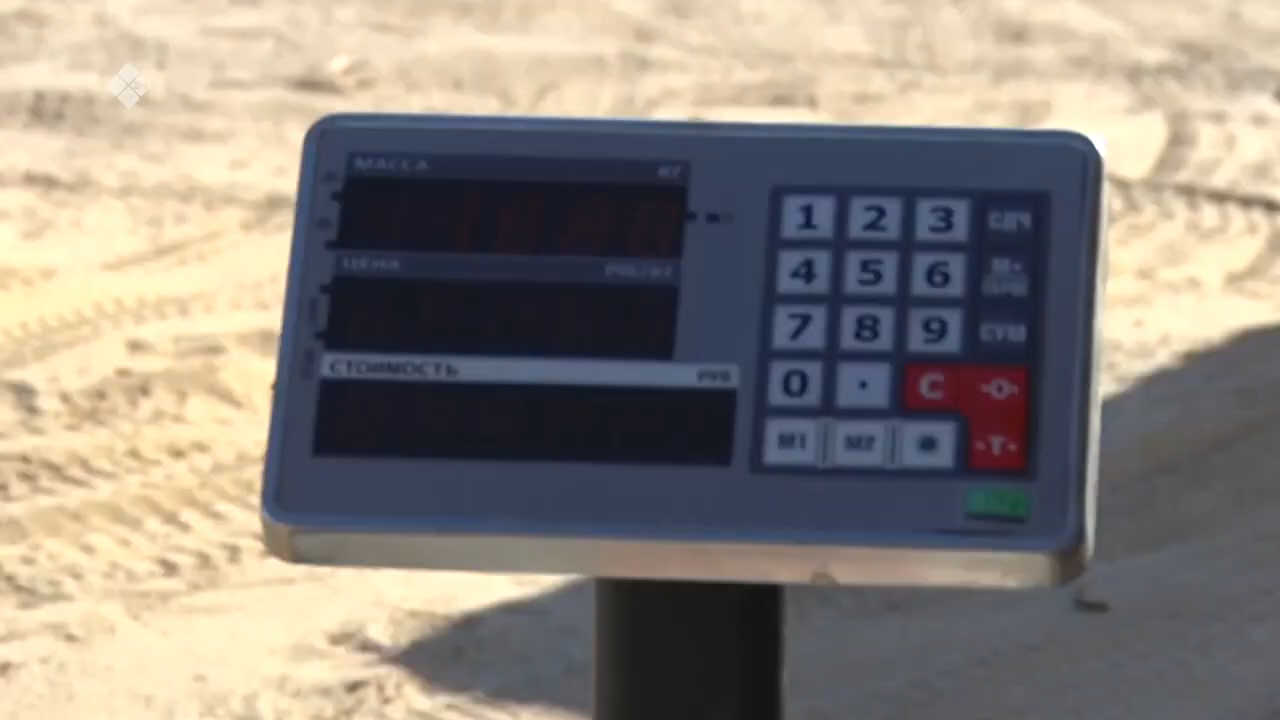 МАССА кг
ЦЕНА РУБ/кг
СТОИМОСТЬ РУБ
1 2 3 СДЧ
4 5 6
7 8 9 СУМ
0 . C →0←
M1 M2 * →T←